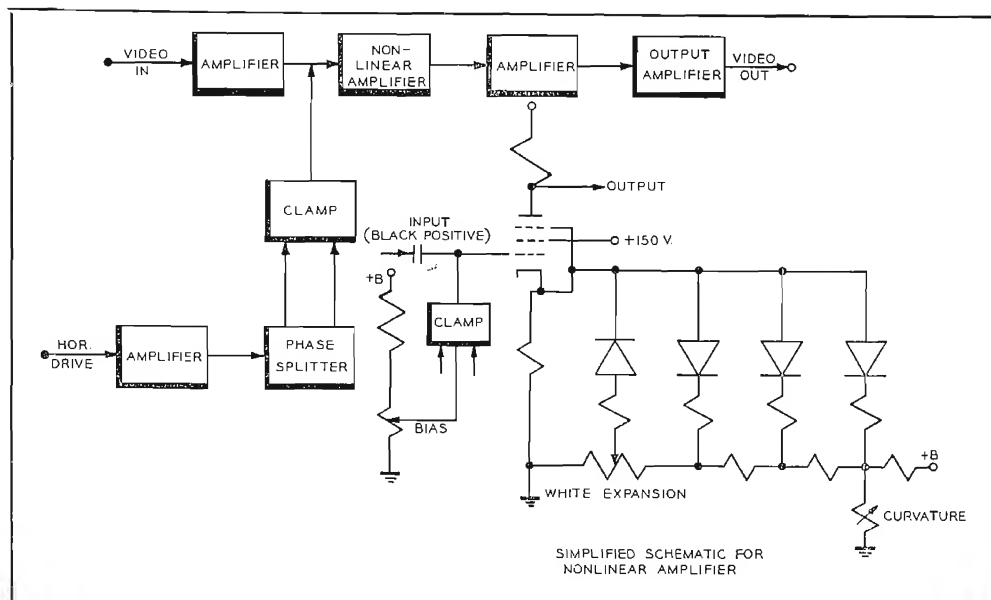 VIDEO
IN
AMPLIFIER
NON-
LINEAR
AMPLIFIER
AMPLIFIER
OUTPUT
AMPLIFIER
VIDEO
OUT
CLAMP
OUTPUT
INPUT
(BLACK POSITIVE)
+150 V.
+B
CLAMP
HOR.
DRIVE
AMPLIFIER
PHASE
SPLITTER
BIAS
+B
WHITE EXPANSION
CURVATURE
SIMPLIFIED SCHEMATIC FOR
NONLINEAR AMPLIFIER